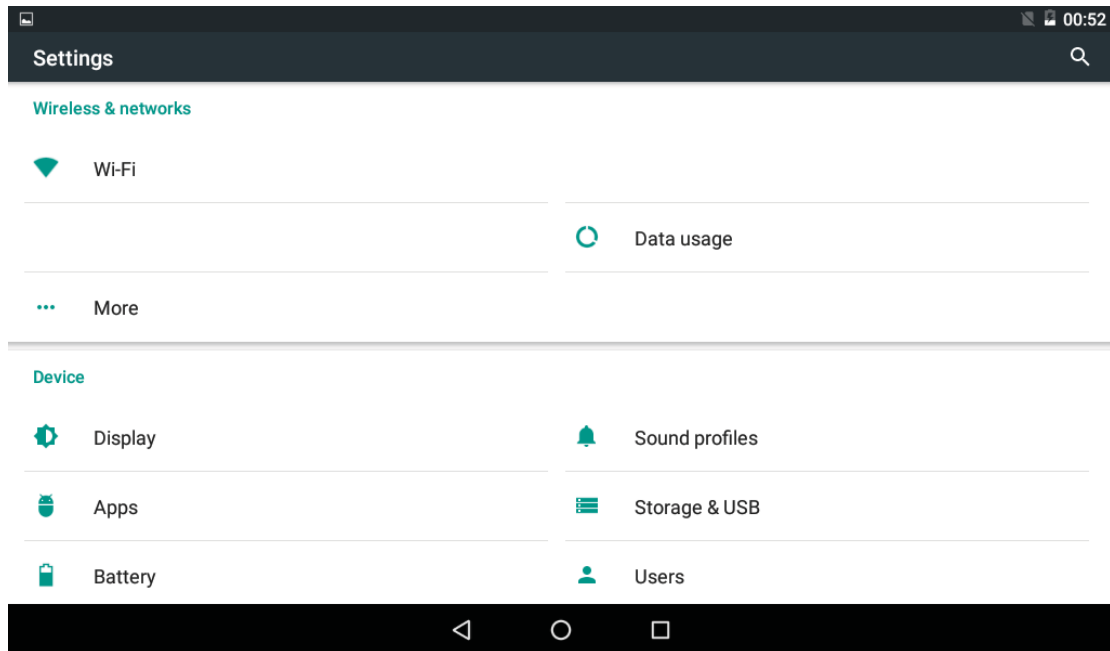 00:52
Settings
Wireless & networks
Wi-Fi
Data usage
More
Device
Display
Sound profiles
Apps
Storage & USB
Battery
Users